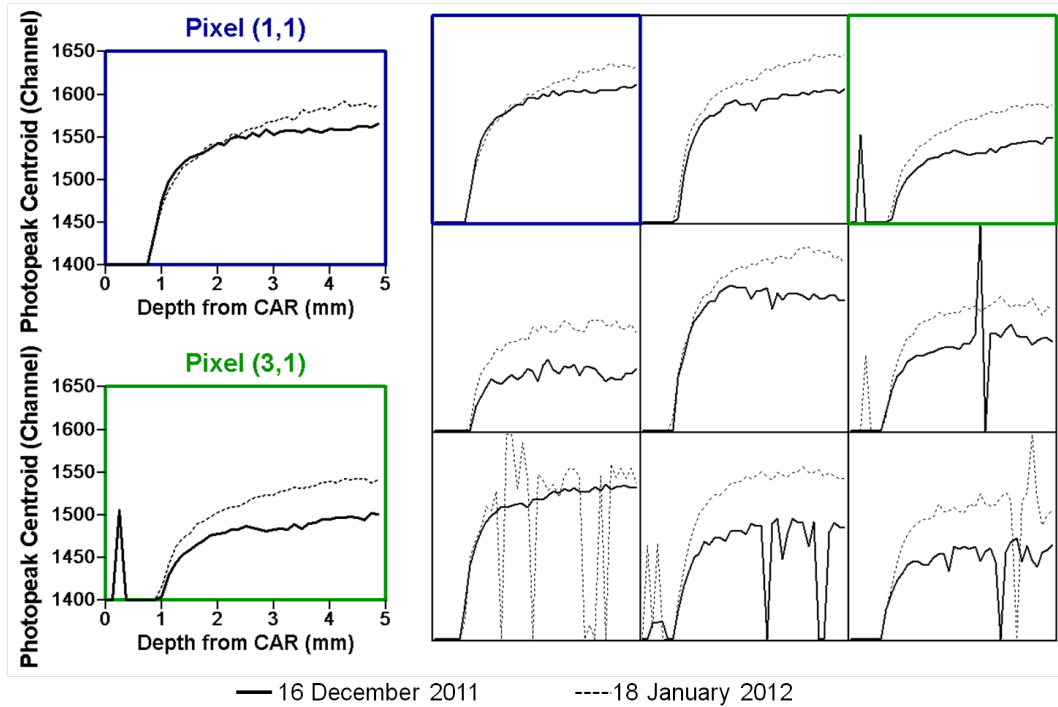 Pixel (1,1)
Photopeak Centroid (Channel)
1650
1600
1550
1500
1450
1400
0 1 2 3 4 5
Depth from CAR (mm)
Pixel (3,1)
Photopeak Centroid (Channel)
1650
1600
1550
1500
1450
1400
0 1 2 3 4 5
Depth from CAR (mm)
16 December 2011
18 January 2012